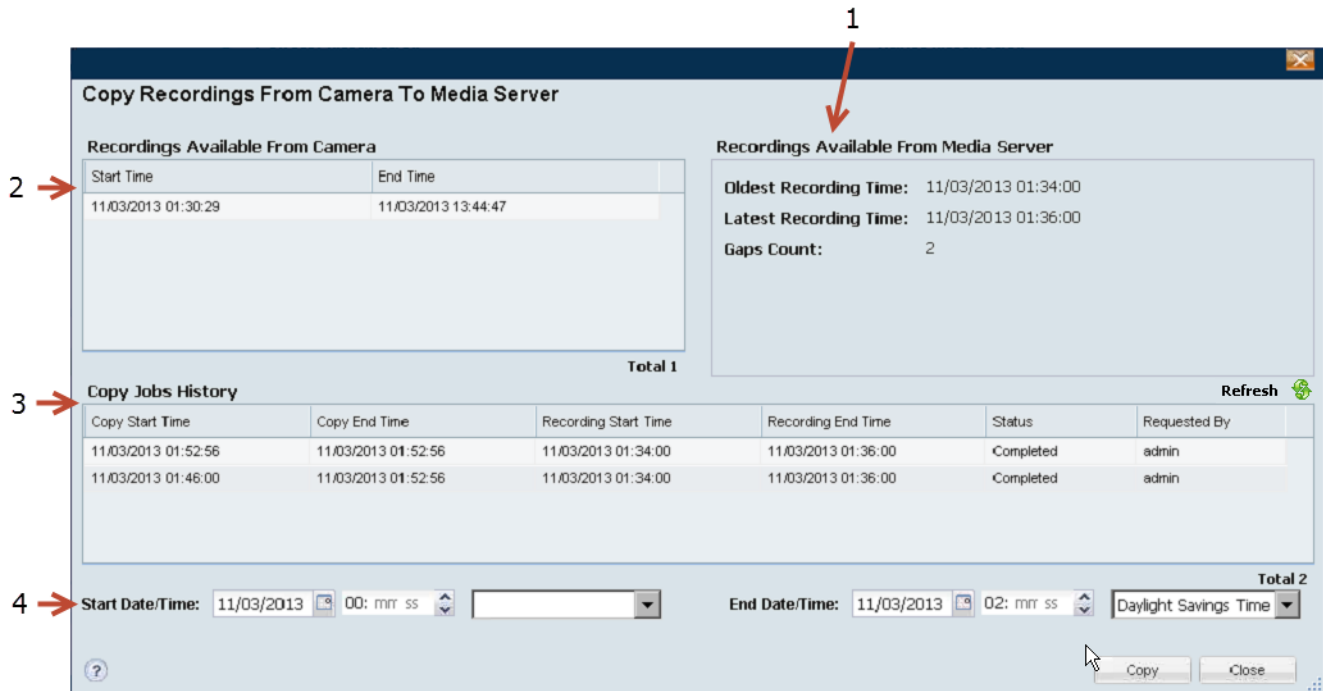 1
Copy Recordings From Camera To Media Server
Recordings Available From Camera
Recordings Available From Media Server
2
Start Time End Time
11/03/2013 01:30:29 11/03/2013 13:44:47
Oldest Recording Time: 11/03/2013 01:34:00
Latest Recording Time: 11/03/2013 01:36:00
Gaps Count: 2
Total 1
3
Copy Jobs History
Refresh
Copy Start Time Copy End Time Recording Start Time Recording End Time Status Requested By
11/03/2013 01:52:56 11/03/2013 01:52:56 11/03/2013 01:34:00 11/03/2013 01:36:00 Completed admin
11/03/2013 01:46:00 11/03/2013 01:52:56 11/03/2013 01:34:00 11/03/2013 01:36:00 Completed admin
Total 2
4
Start Date/Time: 11/03/2013 00: mm ss
End Date/Time: 11/03/2013 02: mm ss Daylight Savings Time
?
Copy Close